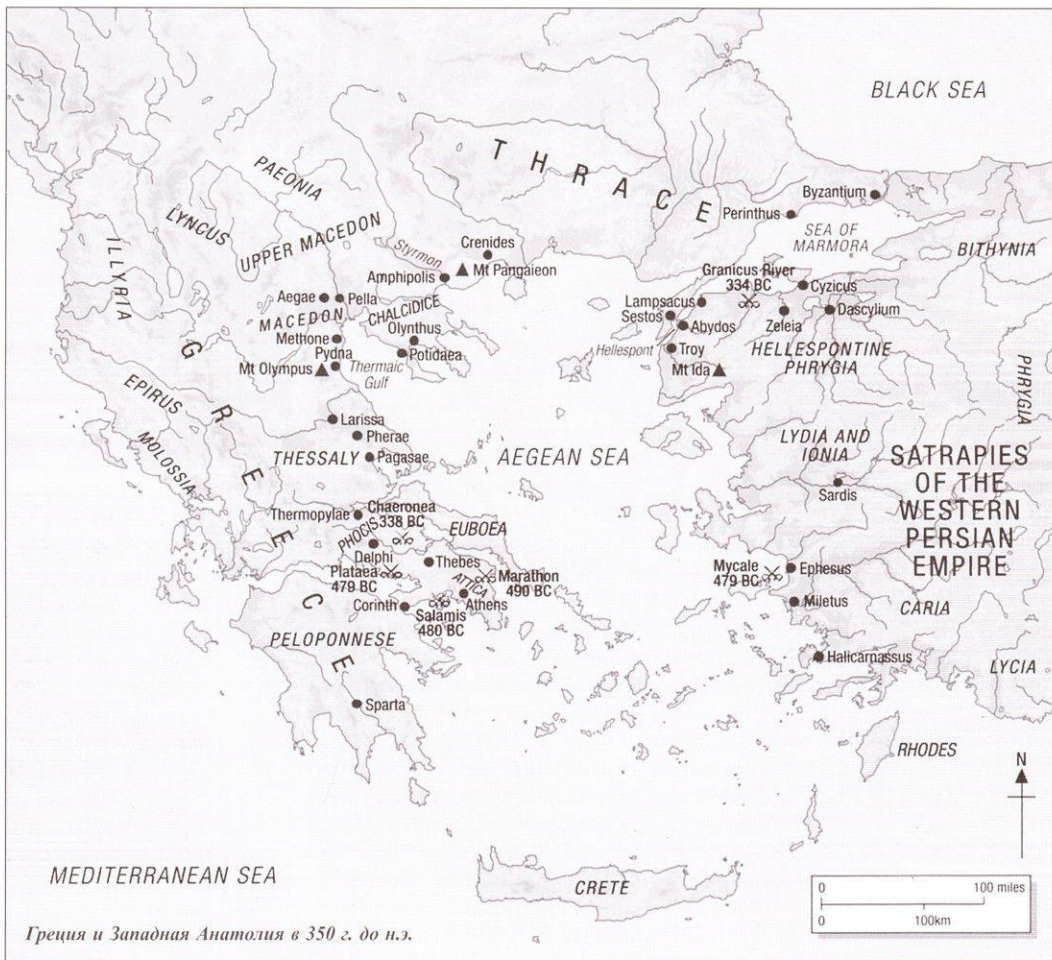 BLACK SEA
THRACE
PAEONIA
LYNCUS
UPPER MACEDON
ILLYRIA
Styrmon
Crenides
Amphipolis
Mt Pangaieon
Byzantium
Perinthus
SEA OF
MARMORA
BITHYNIA
Granicus River
334 BC
Cyzicus
Lampsacus
Sestos
Abydos
Zeleia
Dascylium
Hellespont
Troy
Mt Ida
HELLESPONTINE
PHRYGIA
PHRYGIA
Aegae
Pella
MACEDON
CHALCIDICE
Olynthus
Methone
Pydna
Potidaea
Mt Olympus
Thermaic
Gulf
GREECE
EPIRUS
MOLOSSIA
Larissa
Pherae
THESSALY
Pagasae
AEGEAN SEA
LYDIA AND
IONIA
Sardis
SATRAPIES
OF THE
WESTERN
PERSIAN
EMPIRE
Thermopylae
Chaeronea
338 BC
EUBOEA
PHOCIS
Delphi
Thebes
Plataea
479 BC
ATTICA
Marathon
490 BC
Corinth
Salamis
480 BC
Athens
PELOPONNESE
Sparta
Mycale
479 BC
Ephesus
Miletus
CARIA
Halicarnassus
LYCIA
RHODES
N
MEDITERRANEAN SEA
CRETE
0 100 miles
0 100km
Греция и Западная Анатолия в 350 г. до н.э.